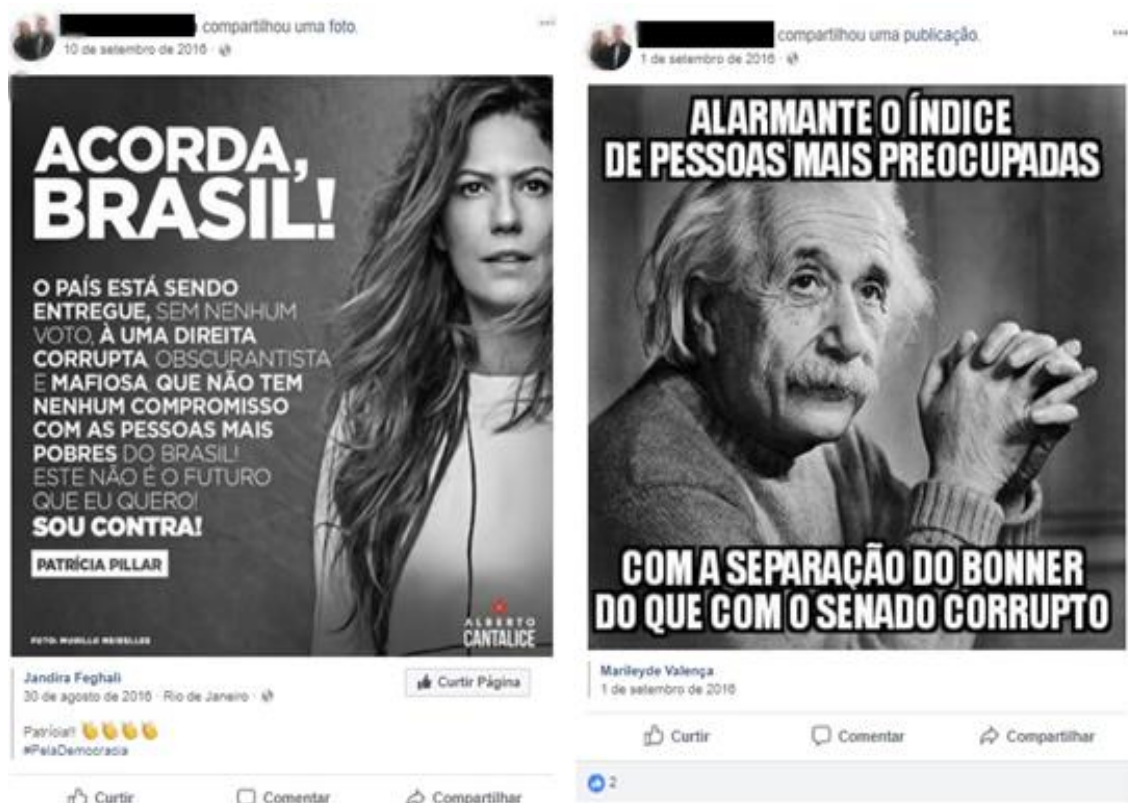 compartilhou uma foto.
10 de setembro de 2016
ACORDA,
BRASIL!
O PAÍS ESTÁ SENDO
ENTREGUE, SEM NENHUM
VOTO, À UMA DIREITA
CORRUPTA OBSCURANTISTA
E MAFIOSA QUE NÃO TEM
NENHUM COMPROMISSO
COM AS PESSOAS MAIS
POBRES DO BRASIL!
ESTE NÃO É O FUTURO
QUE EU QUERO!
SOU CONTRA!
PATRÍCIA PILLAR
ALBERTO
CANTALICE
FOTO: MURILLO MEIRELLES
Jandira Feghali
30 de agosto de 2016 · Rio de Janeiro
Curtir Página
Patrícia!!
#PelaDemocracia
Curtir
Comentar
Compartilhar
compartilhou uma publicação.
1 de setembro de 2016
ALARMANTE O ÍNDICE
DE PESSOAS MAIS PREOCUPADAS
COM A SEPARAÇÃO DO BONNER
DO QUE COM O SENADO CORRUPTO
Marileyde Valença
1 de setembro de 2016
Curtir
Comentar
Compartilhar
2